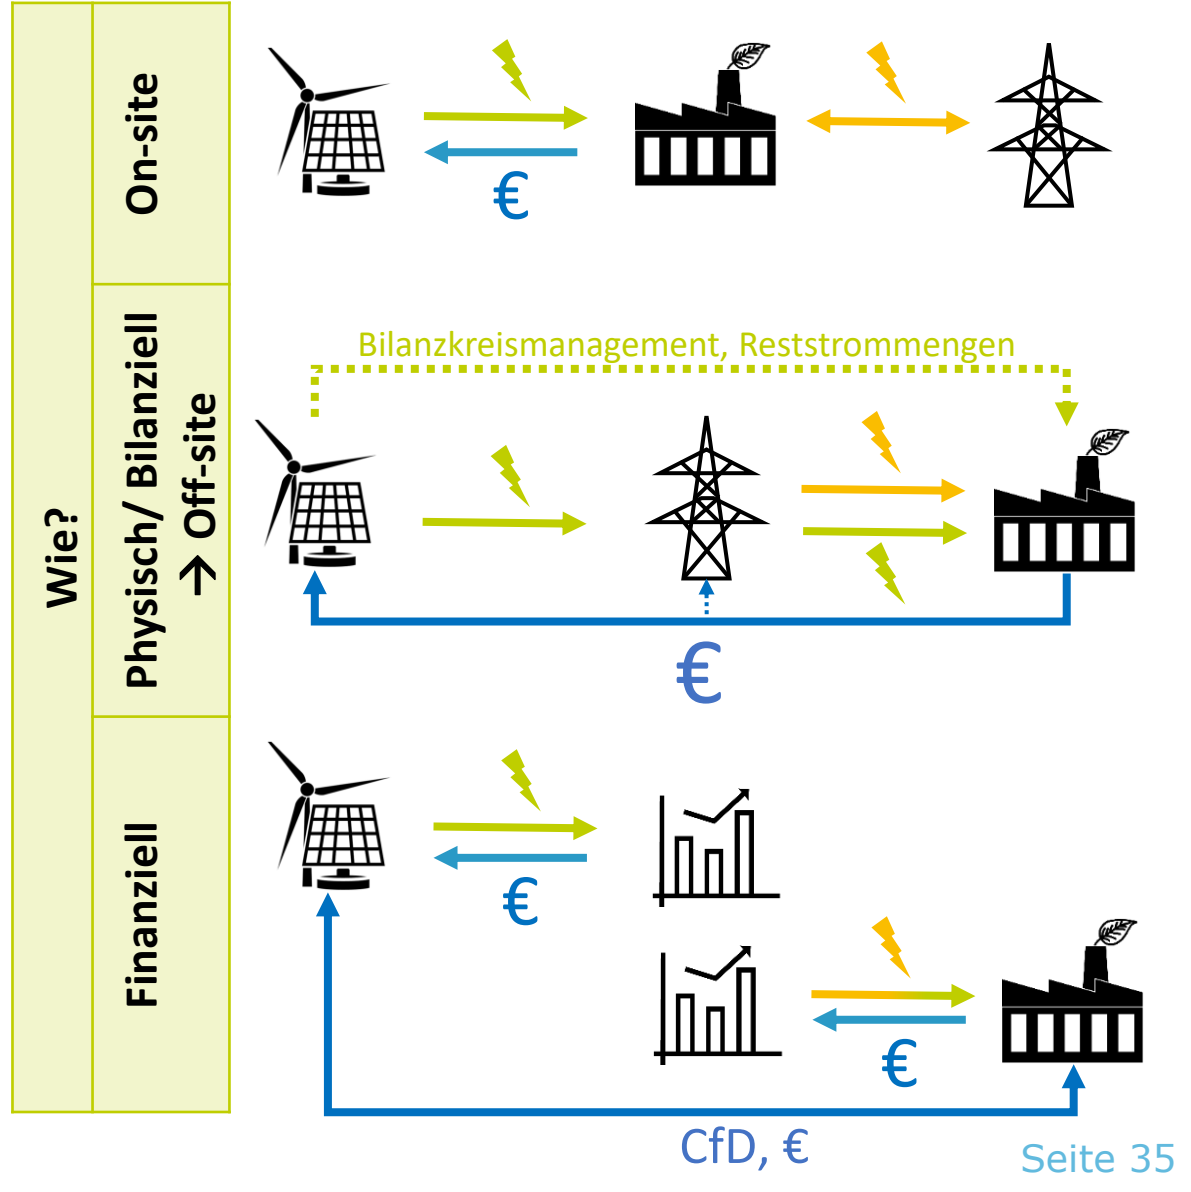 Wie?
On-site
€
Physisch/ Bilanziell
→ Off-site
Bilanzkreismanagement, Reststrommengen
€
Finanziell
€
€
CfD, €
Seite 35